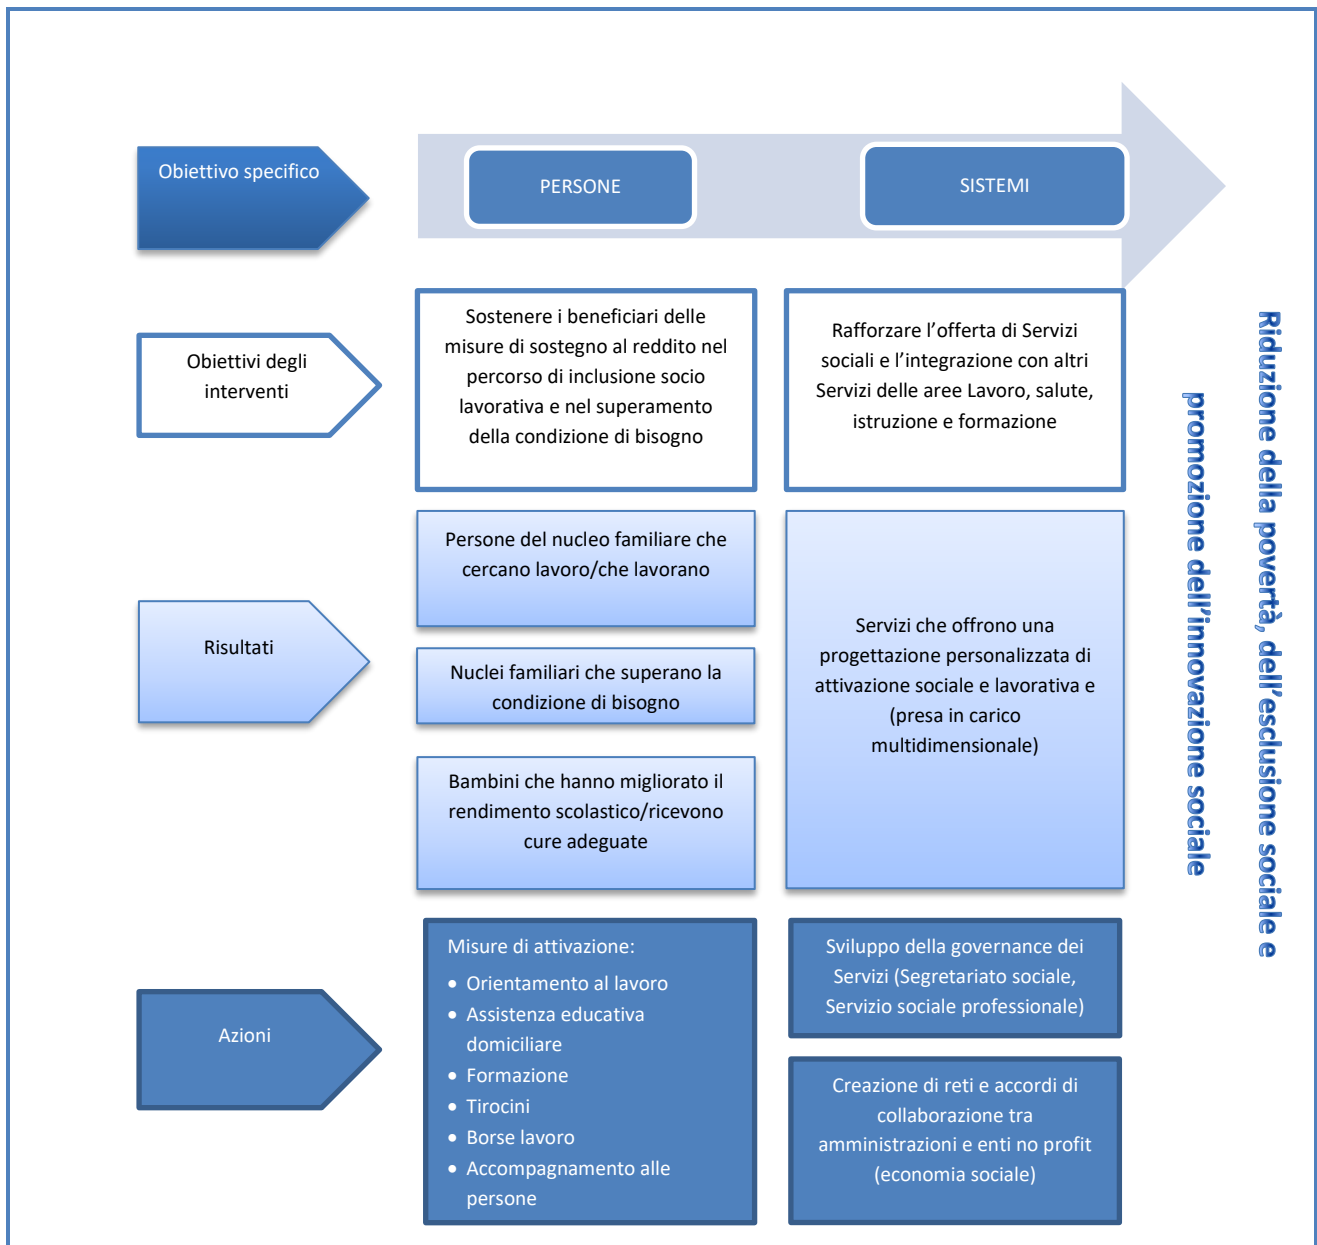 Obiettivo specifico
PERSONE
SISTEMI
Obiettivi degli
interventi
Sostenere i beneficiari delle
misure di sostegno al reddito nel
percorso di inclusione socio
lavorativa e nel superamento
della condizione di bisogno
Rafforzare l’offerta di Servizi
sociali e l’integrazione con altri
Servizi delle aree Lavoro, salute,
istruzione e formazione
Risultati
Persone del nucleo familiare che
cercano lavoro/che lavorano
Nuclei familiari che superano la
condizione di bisogno
Bambini che hanno migliorato il
rendimento scolastico/ricevono
cure adeguate
Servizi che offrono una
progettazione personalizzata di
attivazione sociale e lavorativa e
(presa in carico
multidimensionale)
Azioni
Misure di attivazione:
• Orientamento al lavoro
• Assistenza educativa
domiciliare
• Formazione
• Tirocini
• Borse lavoro
• Accompagnamento alle
persone
Sviluppo della governance dei
Servizi (Segretariato sociale,
Servizio sociale professionale)
Creazione di reti e accordi di
collaborazione tra
amministrazioni e enti no profit
(economia sociale)
Riduzione della povertà, dell’esclusione sociale e
promozione dell’innovazione sociale